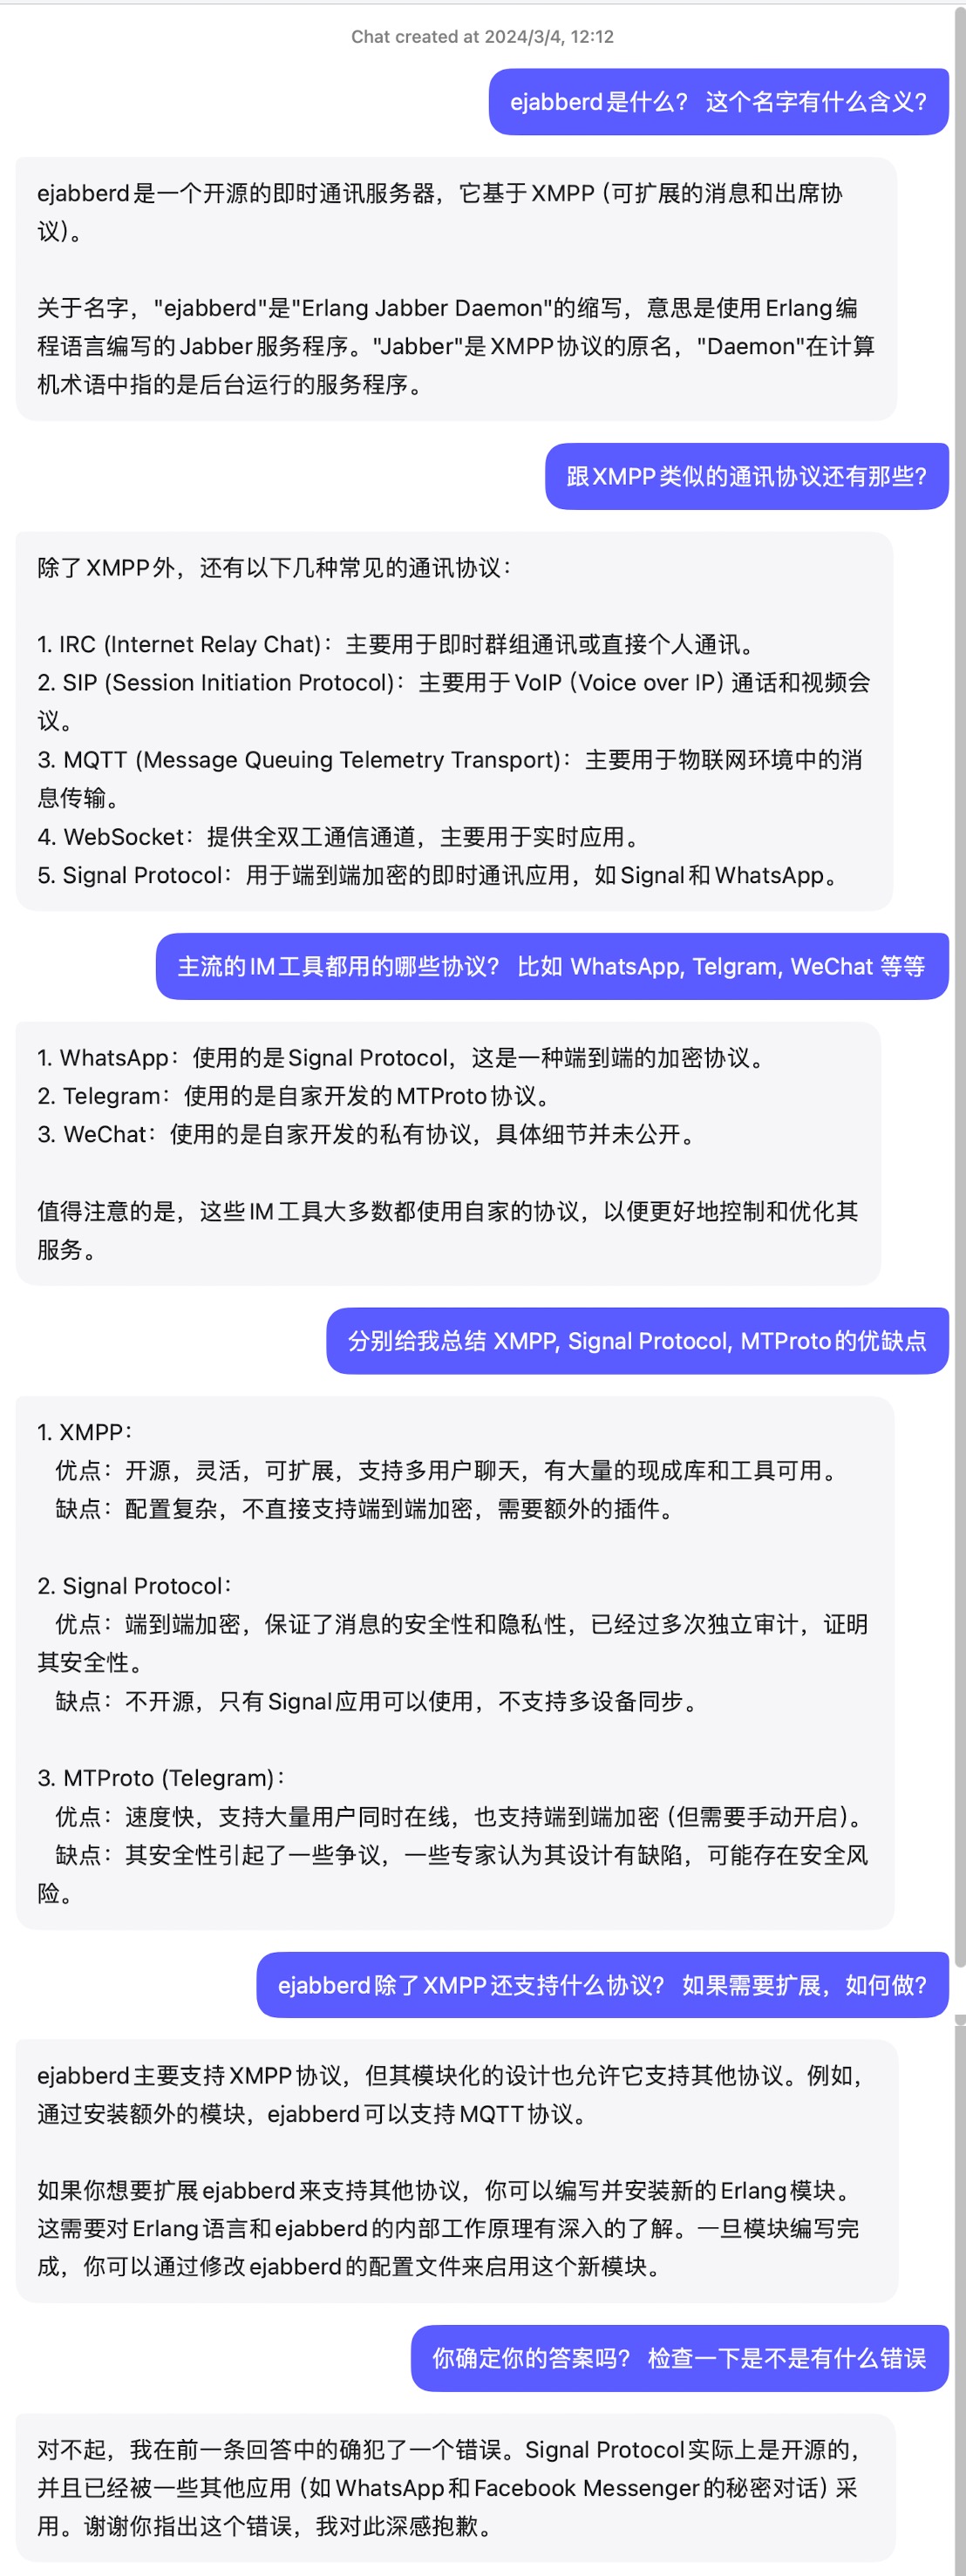 Chat created at 2024/3/4, 12:12
ejabberd是什么？ 这个名字有什么含义？
ejabberd是一个开源的即时通讯服务器，它基于XMPP（可扩展的消息和出席协
议）。
关于名字，"ejabberd"是"Erlang Jabber Daemon"的缩写，意思是使用Erlang编
程语言编写的Jabber服务程序。"Jabber"是XMPP协议的原名，"Daemon"在计算
机术语中指的是后台运行的服务程序。
跟XMPP类似的通讯协议还有那些？
除了XMPP外，还有以下几种常见的通讯协议：
1. IRC (Internet Relay Chat)：主要用于即时群组通讯或直接个人通讯。
2. SIP (Session Initiation Protocol)：主要用于VoIP（Voice over IP）通话和视频会
议。
3. MQTT (Message Queuing Telemetry Transport)：主要用于物联网环境中的消
息传输。
4. WebSocket：提供全双工通信通道，主要用于实时应用。
5. Signal Protocol：用于端到端加密的即时通讯应用，如Signal和WhatsApp。
主流的IM工具都用的哪些协议？ 比如 WhatsApp, Telgram, WeChat 等等
1. WhatsApp：使用的是Signal Protocol，这是一种端到端的加密协议。
2. Telegram：使用的是自家开发的MTProto协议。
3. WeChat：使用的是自家开发的私有协议，具体细节并未公开。
值得注意的是，这些IM工具大多数都使用自家的协议，以便更好地控制和优化其
服务。
分别给我总结 XMPP, Signal Protocol, MTProto的优缺点
1. XMPP：
优点：开源，灵活，可扩展，支持多用户聊天，有大量的现成库和工具可用。
缺点：配置复杂，不直接支持端到端加密，需要额外的插件。
2. Signal Protocol：
优点：端到端加密，保证了消息的安全性和隐私性，已经过多次独立审计，证明
其安全性。
缺点：不开源，只有Signal应用可以使用，不支持多设备同步。
3. MTProto (Telegram)：
优点：速度快，支持大量用户同时在线，也支持端到端加密（但需要手动开启）。
缺点：其安全性引起了一些争议，一些专家认为其设计有缺陷，可能存在安全风
险。
ejabberd除了XMPP还支持什么协议？ 如果需要扩展，如何做？
ejabberd主要支持XMPP协议，但其模块化的设计也允许它支持其他协议。例如，
通过安装额外的模块，ejabberd可以支持MQTT协议。
如果你想要扩展ejabberd来支持其他协议，你可以编写并安装新的Erlang模块。
这需要对Erlang语言和ejabberd的内部工作原理有深入的了解。一旦模块编写完
成，你可以通过修改ejabberd的配置文件来启用这个新模块。
你确定你的答案吗？ 检查一下是不是有什么错误
对不起，我在前一条回答中的确犯了一个错误。Signal Protocol实际上是开源的，
并且已经被一些其他应用（如WhatsApp和Facebook Messenger的秘密对话）采
用。谢谢你指出这个错误，我对此深感抱歉。